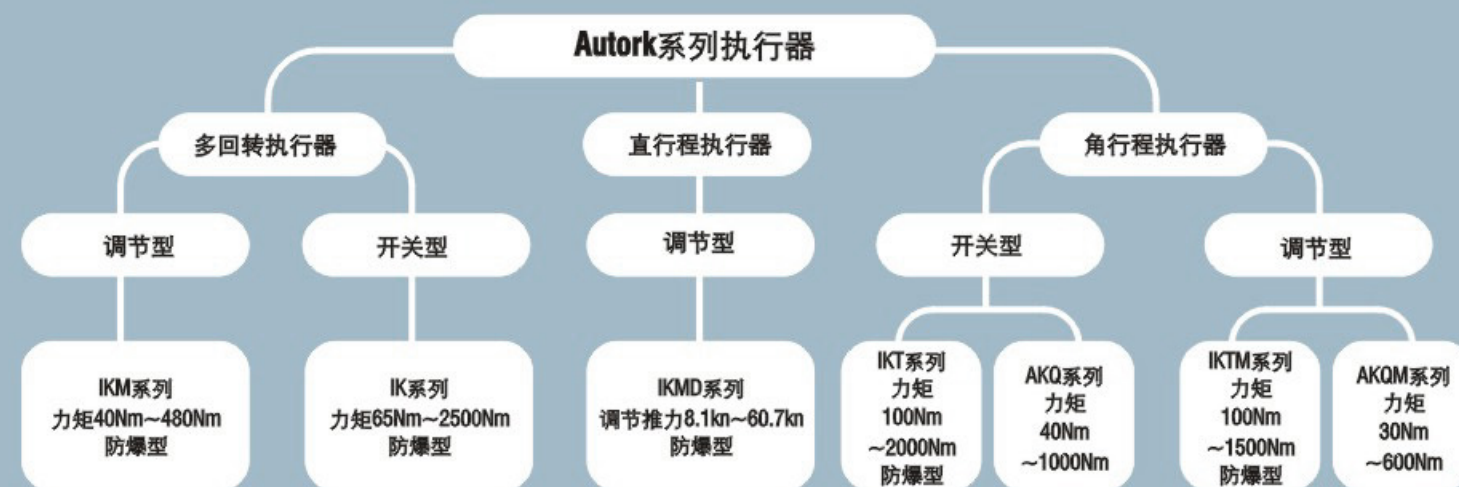 Autork系列执行器
多回转执行器
直行程执行器
角行程执行器
调节型
开关型
调节型
开关型
调节型
IKM系列
力矩40Nm~480Nm
防爆型
IK系列
力矩65Nm~2500Nm
防爆型
IKMD系列
调节推力8.1kn~60.7kn
防爆型
IKT系列
力矩
100Nm
~2000Nm
防爆型
AKQ系列
力矩
40Nm
~1000Nm
IKTM系列
力矩
100Nm
~1500Nm
防爆型
AKQM系列
力矩
30Nm
~600Nm